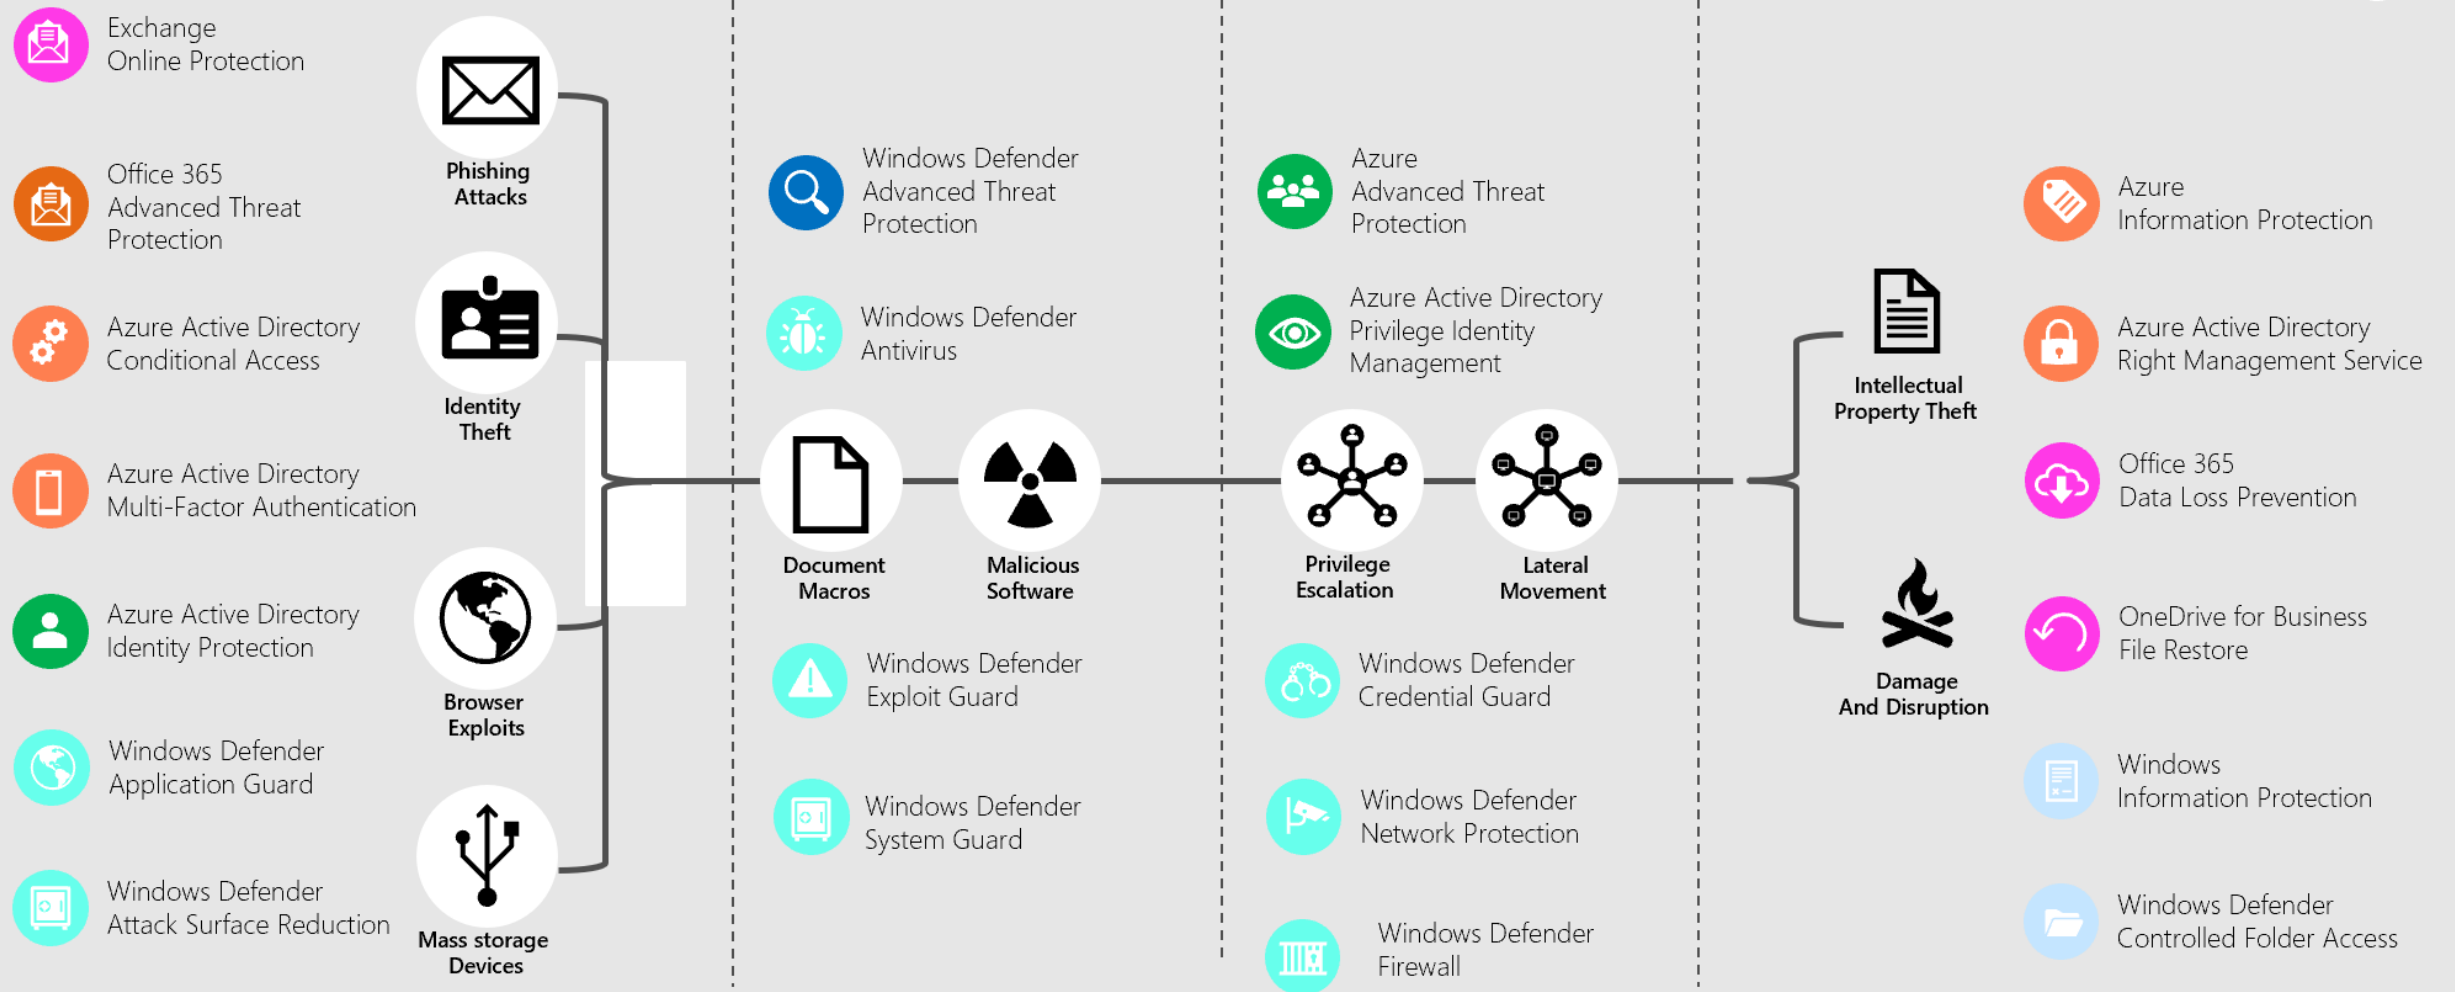 Exchange
Online Protection
Office 365
Advanced Threat
Protection
Azure Active Directory
Conditional Access
Azure Active Directory
Multi-Factor Authentication
Azure Active Directory
Identity Protection
Windows Defender
Application Guard
Windows Defender
Attack Surface Reduction
Phishing
Attacks
Identity
Theft
Browser
Exploits
Mass storage
Devices
Windows Defender
Advanced Threat
Protection
Windows Defender
Antivirus
Document
Macros
Malicious
Software
Windows Defender
Exploit Guard
Windows Defender
System Guard
Azure
Advanced Threat
Protection
Azure Active Directory
Privilege Identity
Management
Privilege
Escalation
Lateral
Movement
Windows Defender
Credential Guard
Windows Defender
Network Protection
Windows Defender
Firewall
Intellectual
Property Theft
Damage
And Disruption
Azure
Information Protection
Azure Active Directory
Right Management Service
Office 365
Data Loss Prevention
OneDrive for Business
File Restore
Windows
Information Protection
Windows Defender
Controlled Folder Access